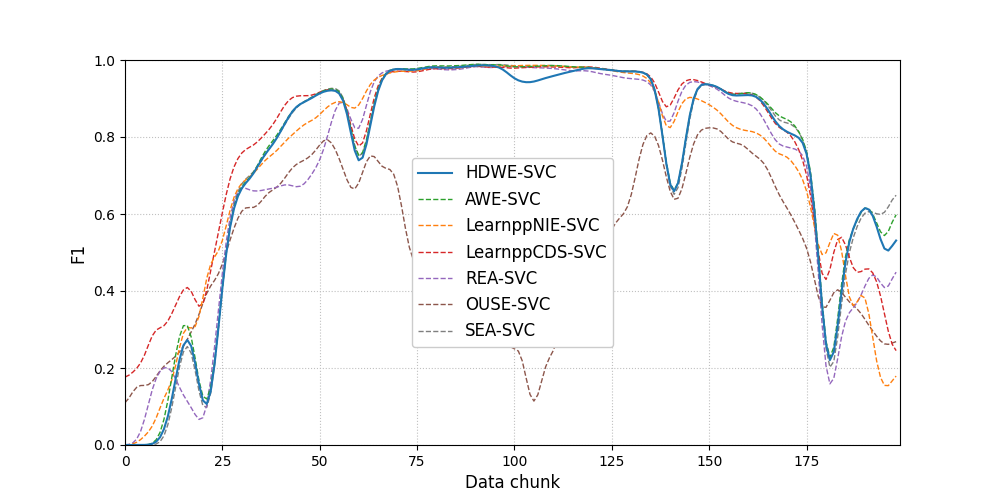 1.0
0.8
0.6
0.4
0.2
0.0
F1
HDWE-SVC
AWE-SVC
LearnppNIE-SVC
LearnppCDS-SVC
REA-SVC
OUSE-SVC
SEA-SVC
0 25 50 75 100 125 150 175
Data chunk